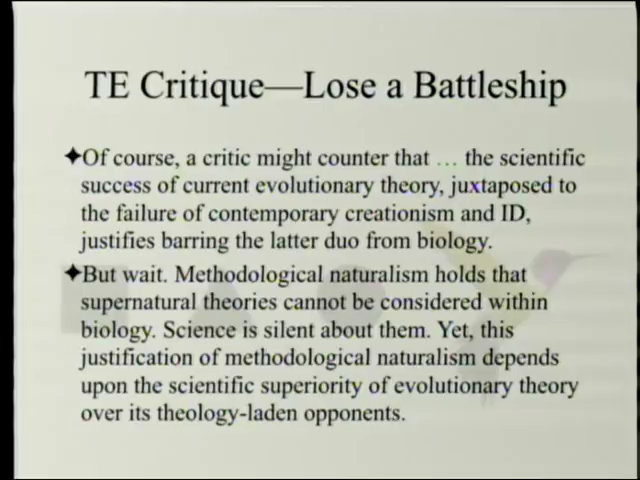 TE Critique—Lose a Battleship
✦Of course, a critic might counter that … the scientific
success of current evolutionary theory, juxtaposed to
the failure of contemporary creationism and ID,
justifies barring the latter duo from biology.
✦But wait. Methodological naturalism holds that
supernatural theories cannot be considered within
biology. Science is silent about them. Yet, this
justification of methodological naturalism depends
upon the scientific superiority of evolutionary theory
over its theology-laden opponents.